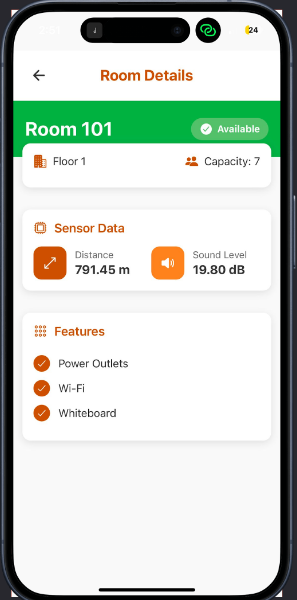 24
Room Details
Room 101
Available
Floor 1
Capacity: 7
Sensor Data
Distance
791.45 m
Sound Level
19.80 dB
Features
Power Outlets
Wi-Fi
Whiteboard